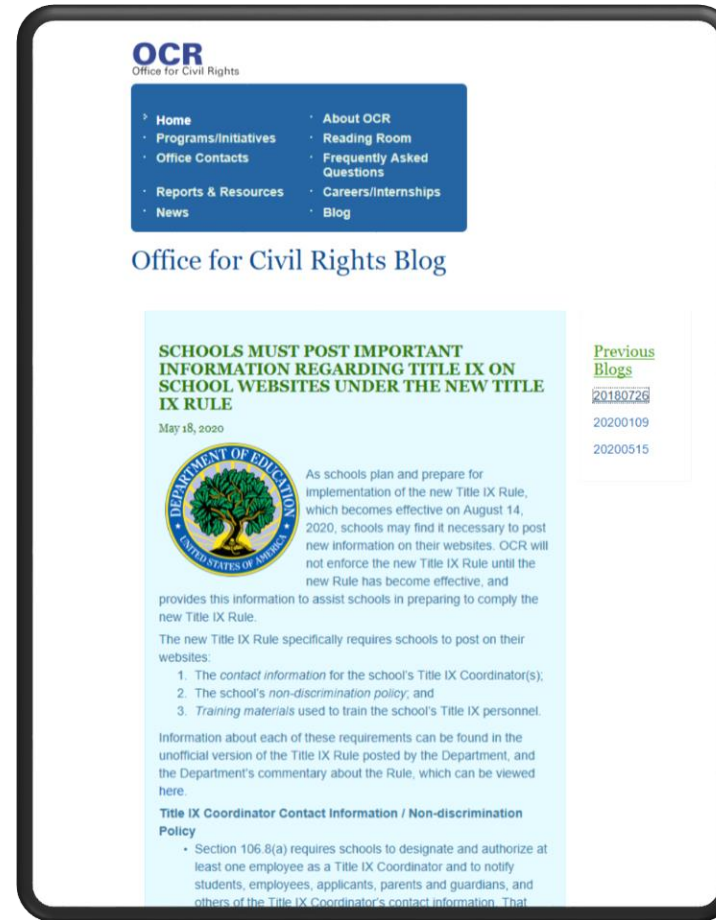 OCR
Office for Civil Rights
Home
About OCR
Programs/Initiatives
Reading Room
Office Contacts
Frequently Asked
Questions
Reports & Resources
Careers/Internships
News
Blog
Office for Civil Rights Blog
SCHOOLS MUST POST IMPORTANT
INFORMATION REGARDING TITLE IX ON
SCHOOL WEBSITES UNDER THE NEW TITLE
IX RULE
May 18, 2020
DEPARTMENT OF EDUCATION
UNITED STATES OF AMERICA
As schools plan and prepare for
implementation of the new Title IX Rule,
which becomes effective on August 14,
2020, schools may find it necessary to post
new information on their websites. OCR will
not enforce the new Title IX Rule until the
new Rule has become effective, and
provides this information to assist schools in preparing to comply the
new Title IX Rule.
The new Title IX Rule specifically requires schools to post on their
websites:
1. The contact information for the school's Title IX Coordinator(s);
2. The school's non-discrimination policy; and
3. Training materials used to train the school's Title IX personnel.
Information about each of these requirements can be found in the
unofficial version of the Title IX Rule posted by the Department, and
the Department's commentary about the Rule, which can be viewed
here.
Title IX Coordinator Contact Information / Non-discrimination
Policy
• Section 106.8(a) requires schools to designate and authorize at
least one employee as a Title IX Coordinator and to notify
students, employees, applicants, parents and guardians, and
others of the Title IX Coordinator's contact information. That
Previous
Blogs
20180726
20200109
20200515